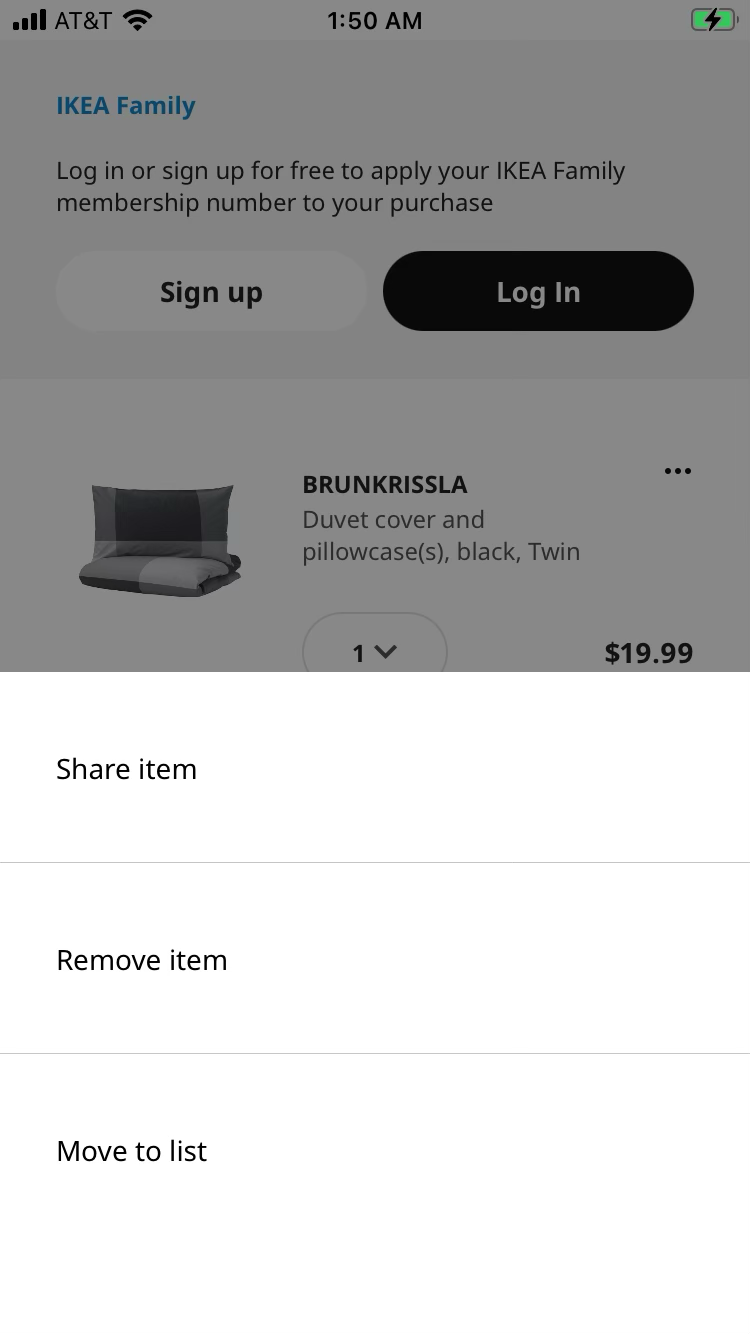 AT&T 1:50 AM
IKEA Family
Log in or sign up for free to apply your IKEA Family
membership number to your purchase
Sign up Log In
BRUNKRISSLA
Duvet cover and
pillowcase(s), black, Twin
1 $19.99
Share item
Remove item
Move to list